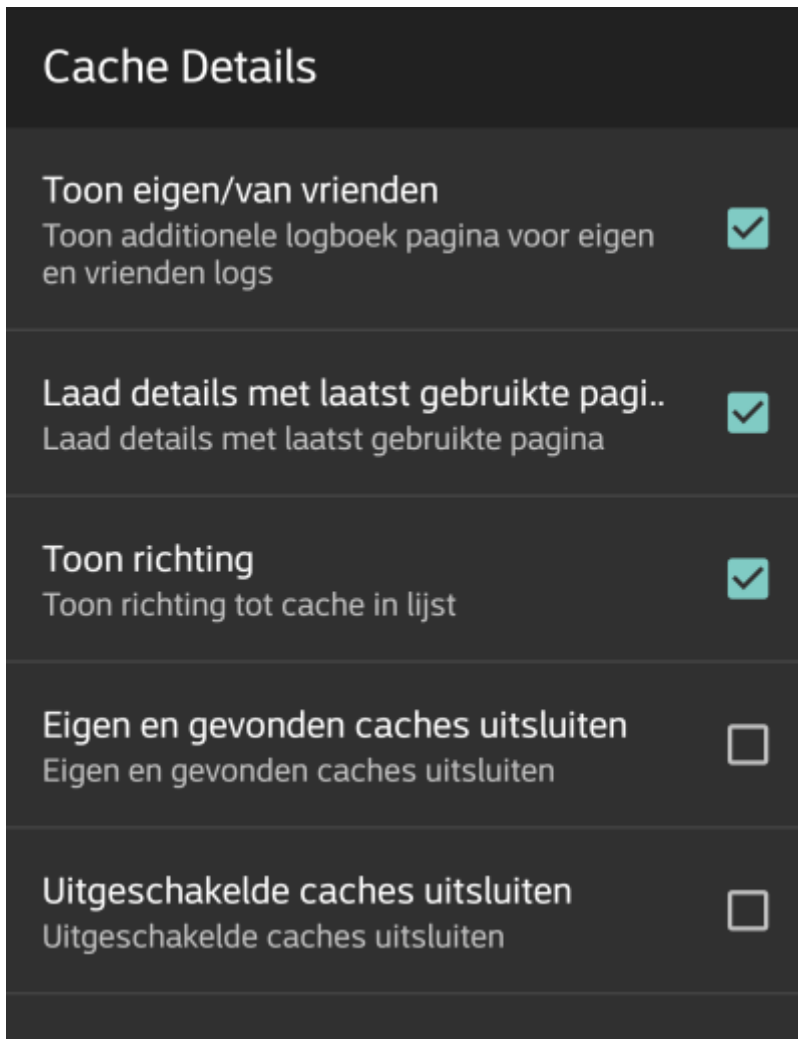 Cache Details
Toon eigen/van vrienden
Toon additionele logboek pagina voor eigen
en vrienden logs
Laad details met laatst gebruikte pagi..
Laad details met laatst gebruikte pagina
Toon richting
Toon richting tot cache in lijst
Eigen en gevonden caches uitsluiten
Eigen en gevonden caches uitsluiten
Uitgeschakelde caches uitsluiten
Uitgeschakelde caches uitsluiten